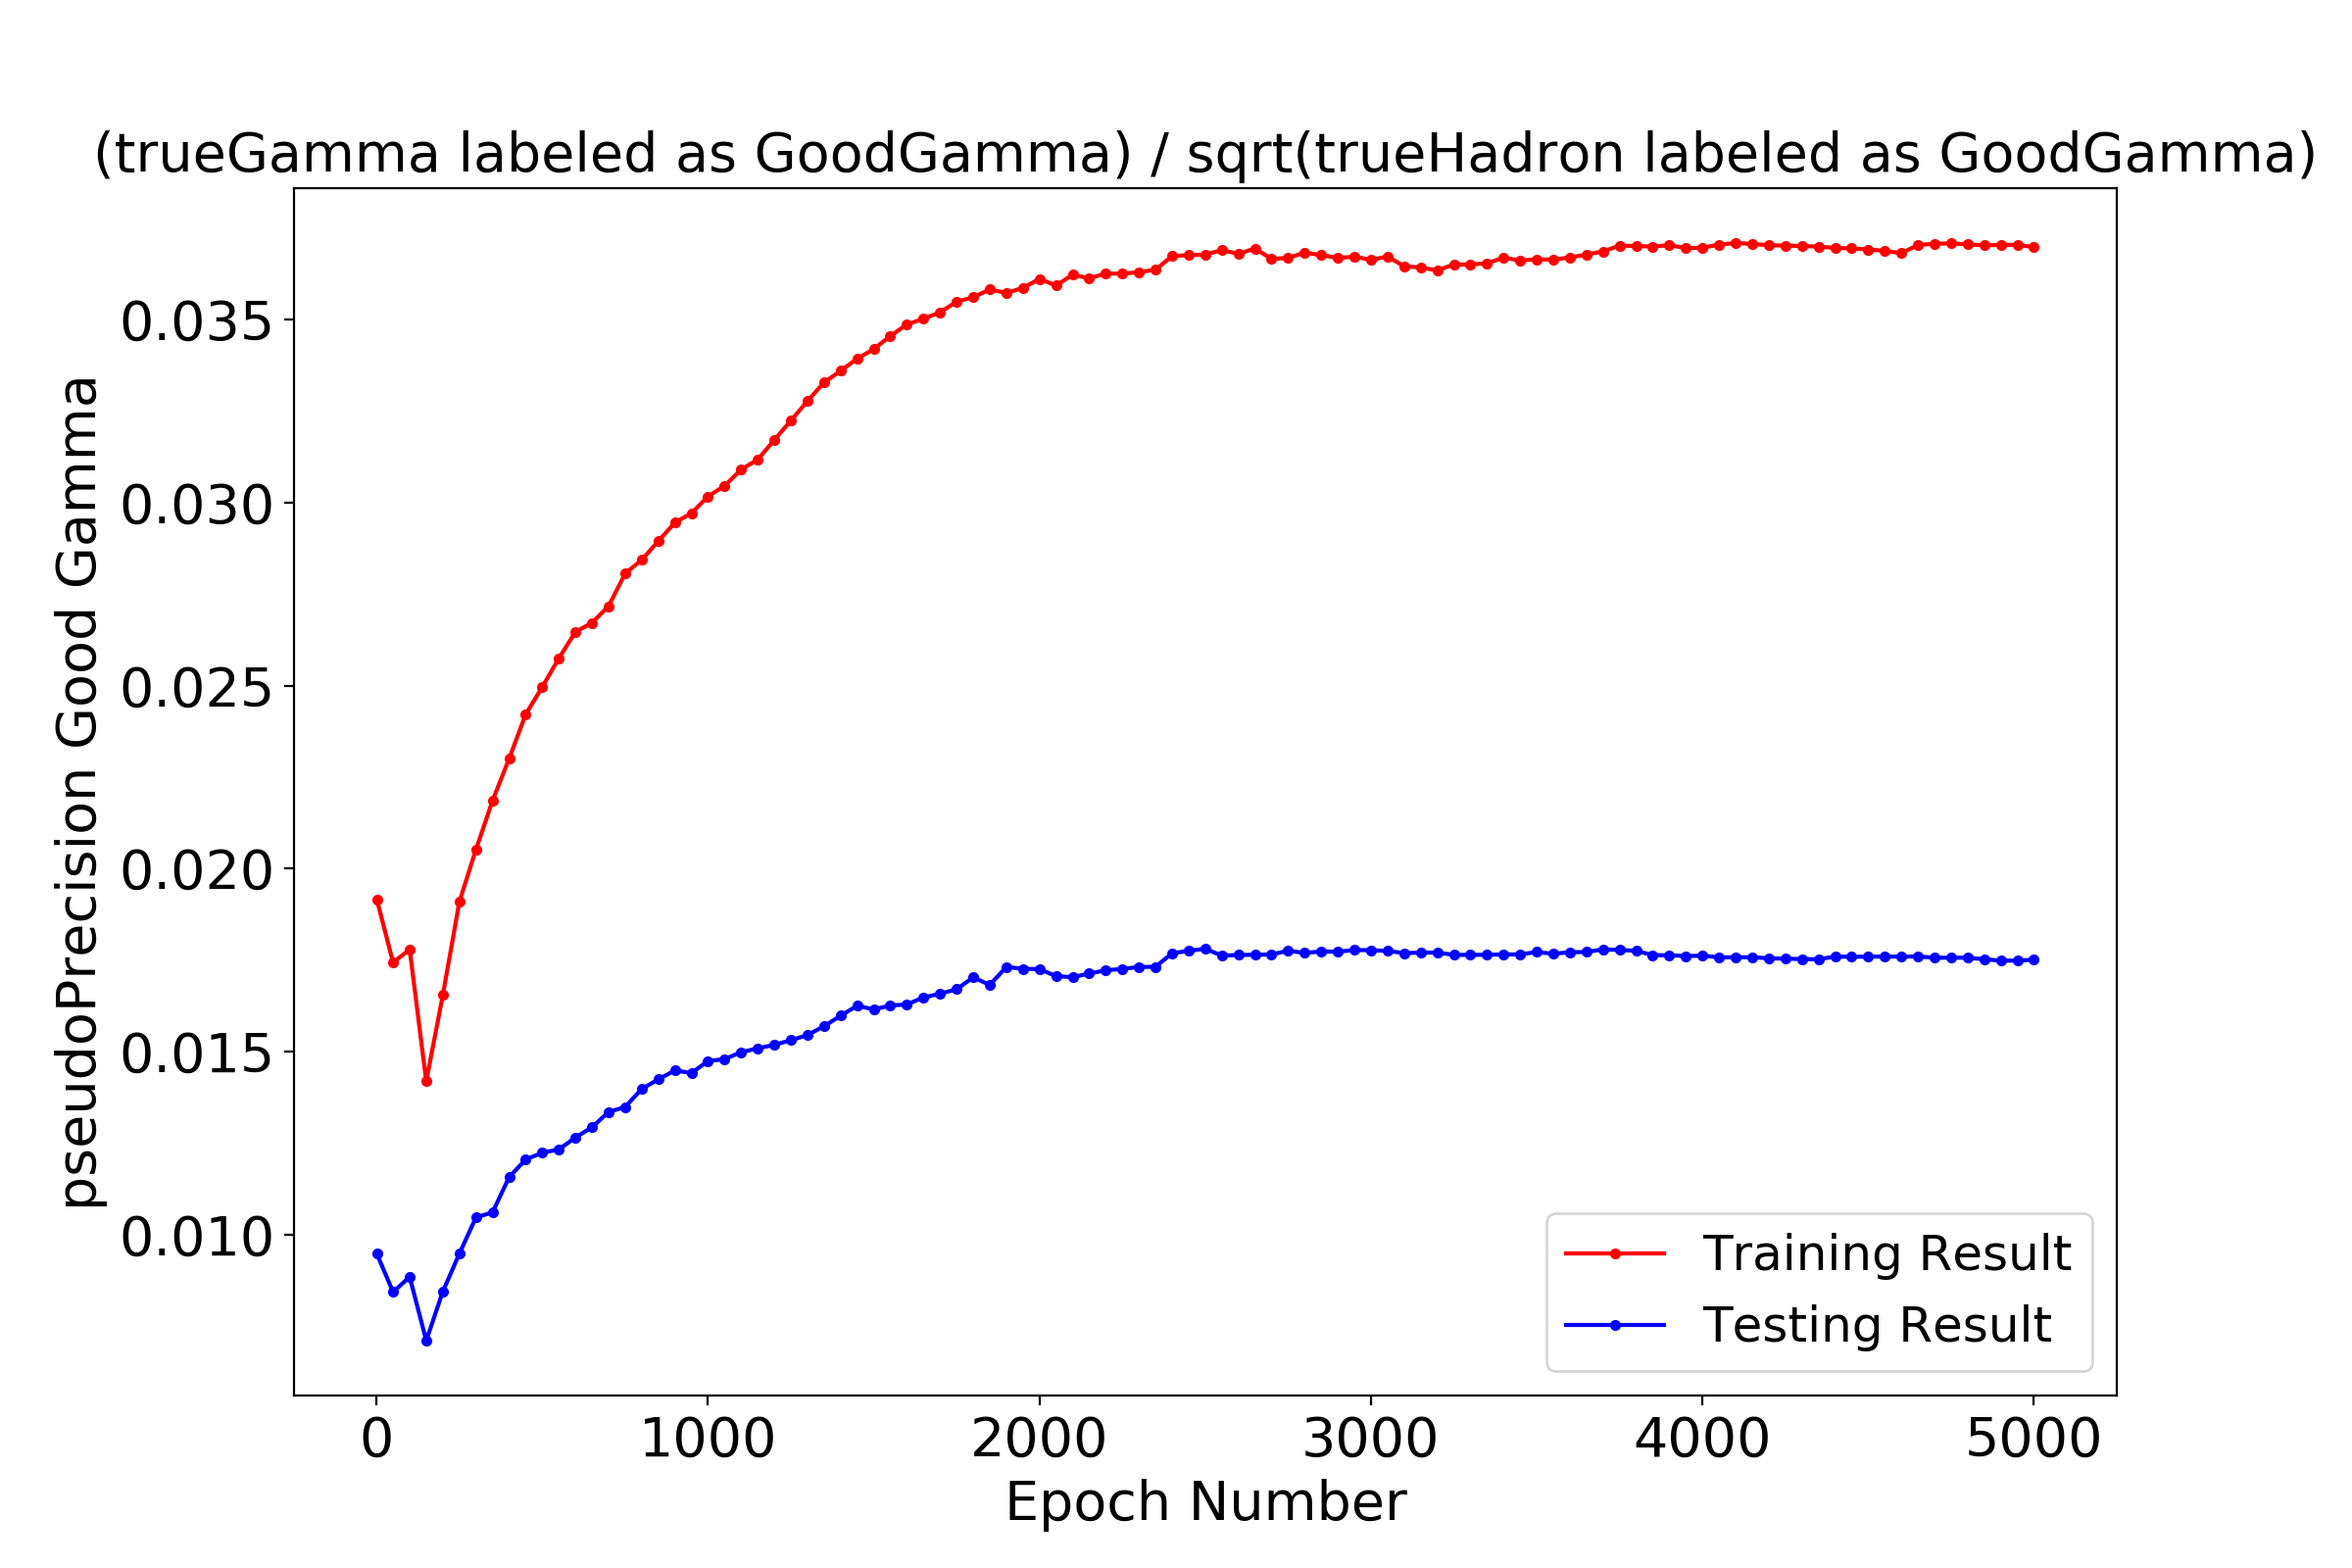 (trueGamma labeled as GoodGamma) / sqrt(trueHadron labeled as GoodGamma)
pseudoPrecision Good Gamma
0.035
0.030
0.025
0.020
0.015
0.010
Training Result
Testing Result
0 1000 2000 3000 4000 5000
Epoch Number